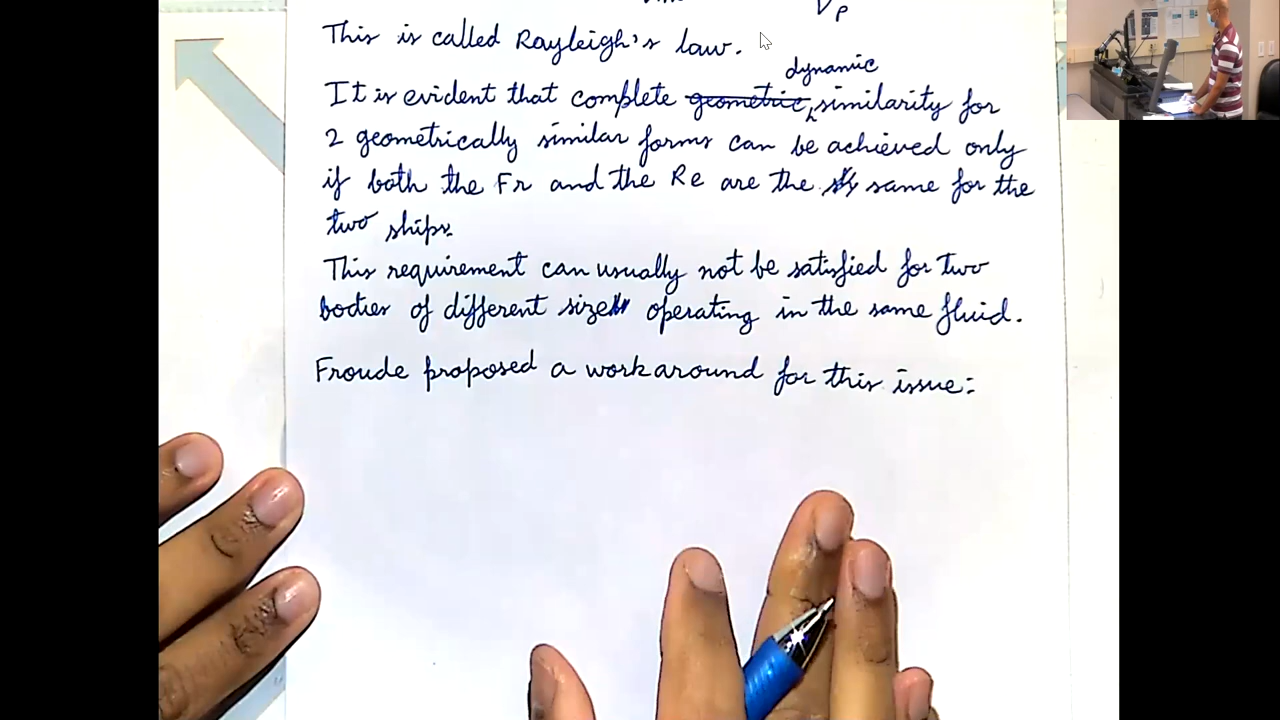 Vp
This is called Rayleigh's law.
dynamic
It is evident that complete geometric similarity for
2 geometrically similar forms can be achieved only
if both the Fr and the Re are the same for the
two ships.
This requirement can usually not be satisfied for two
bodies of different size operating in the same fluid.
Froude proposed a workaround for this issue: